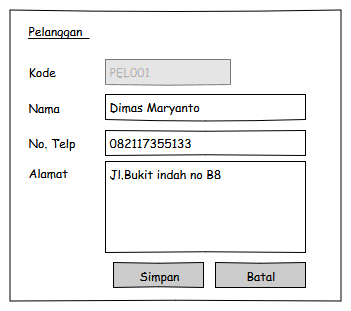 Pelanggan
Kode PEL001
Nama Dimas Maryanto
No. Telp 082117355133
Alamat Jl.Bukit indah no B8
Simpan Batal